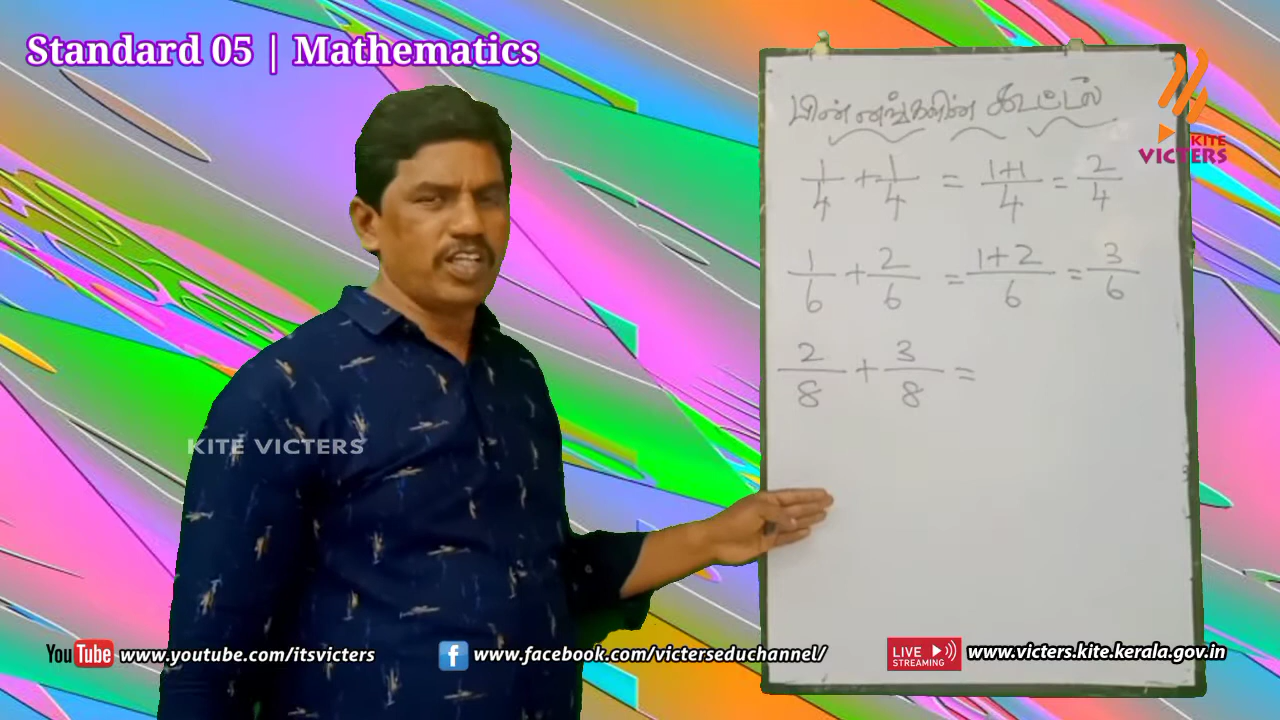 Standard 05 | Mathematics
பின்னங்களின் கூட்டல்
KITE
VICTERS
1/4 + 1/4 = 1+1/4 = 2/4
1/6 + 2/6 = 1+2/6 = 3/6
2/8 + 3/8 =
KITE VICTERS
YouTube www.youtube.com/itsvicters
f www.facebook.com/victerseduchannel/
LIVE STREAMING www.victers.kite.kerala.gov.in